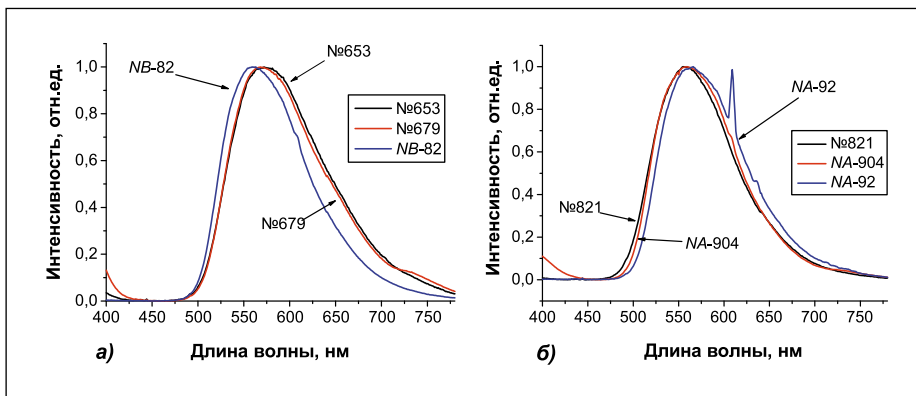 Интенсивность, отн.ед.
1,0
0,8
0,6
0,4
0,2
0,0
NB-82
№653
№653
№679
NB-82
№679
400 450 500 550 600 650 700 750
а)
Длина волны, нм
Интенсивность, отн.ед.
1,0
0,8
0,6
0,4
0,2
0,0
NA-92
№821
NA-904
NA-92
№821
NA-904
400 450 500 550 600 650 700 750
б)
Длина волны, нм